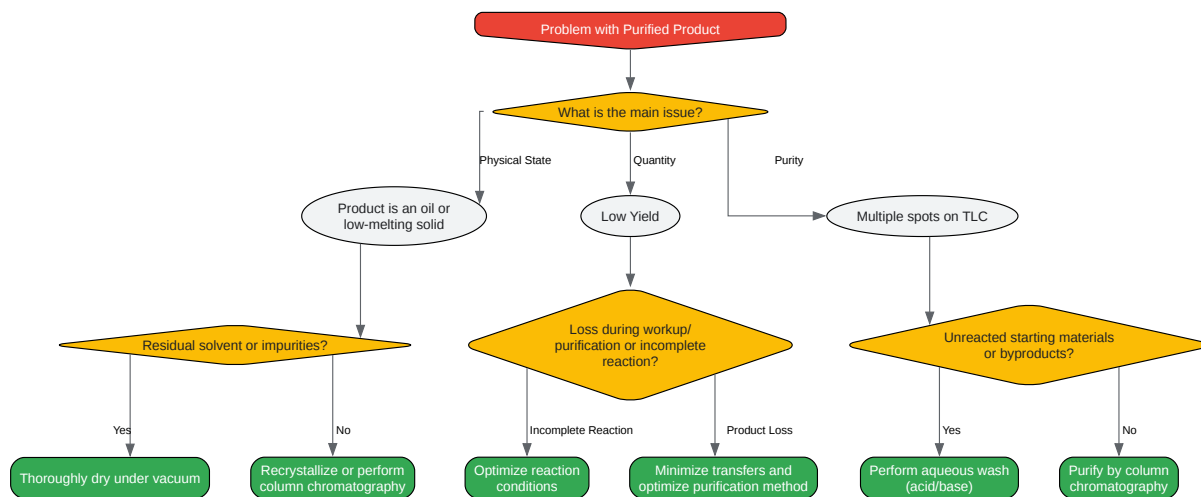 Problem with Purified Product
What is the main issue?
Physical State
Quantity
Purity
Product is an oil or
low-melting solid
Low Yield
Multiple spots on TLC
Residual solvent or impurities?
Loss during workup/
purification or incomplete
reaction?
Unreacted starting materials
or byproducts?
Yes
No
Incomplete Reaction
Product Loss
Yes
No
Thoroughly dry under vacuum
Recrystallize or perform
column chromatography
Optimize reaction
conditions
Minimize transfers and
optimize purification method
Perform aqueous wash
(acid/base)
Purify by column
chromatography